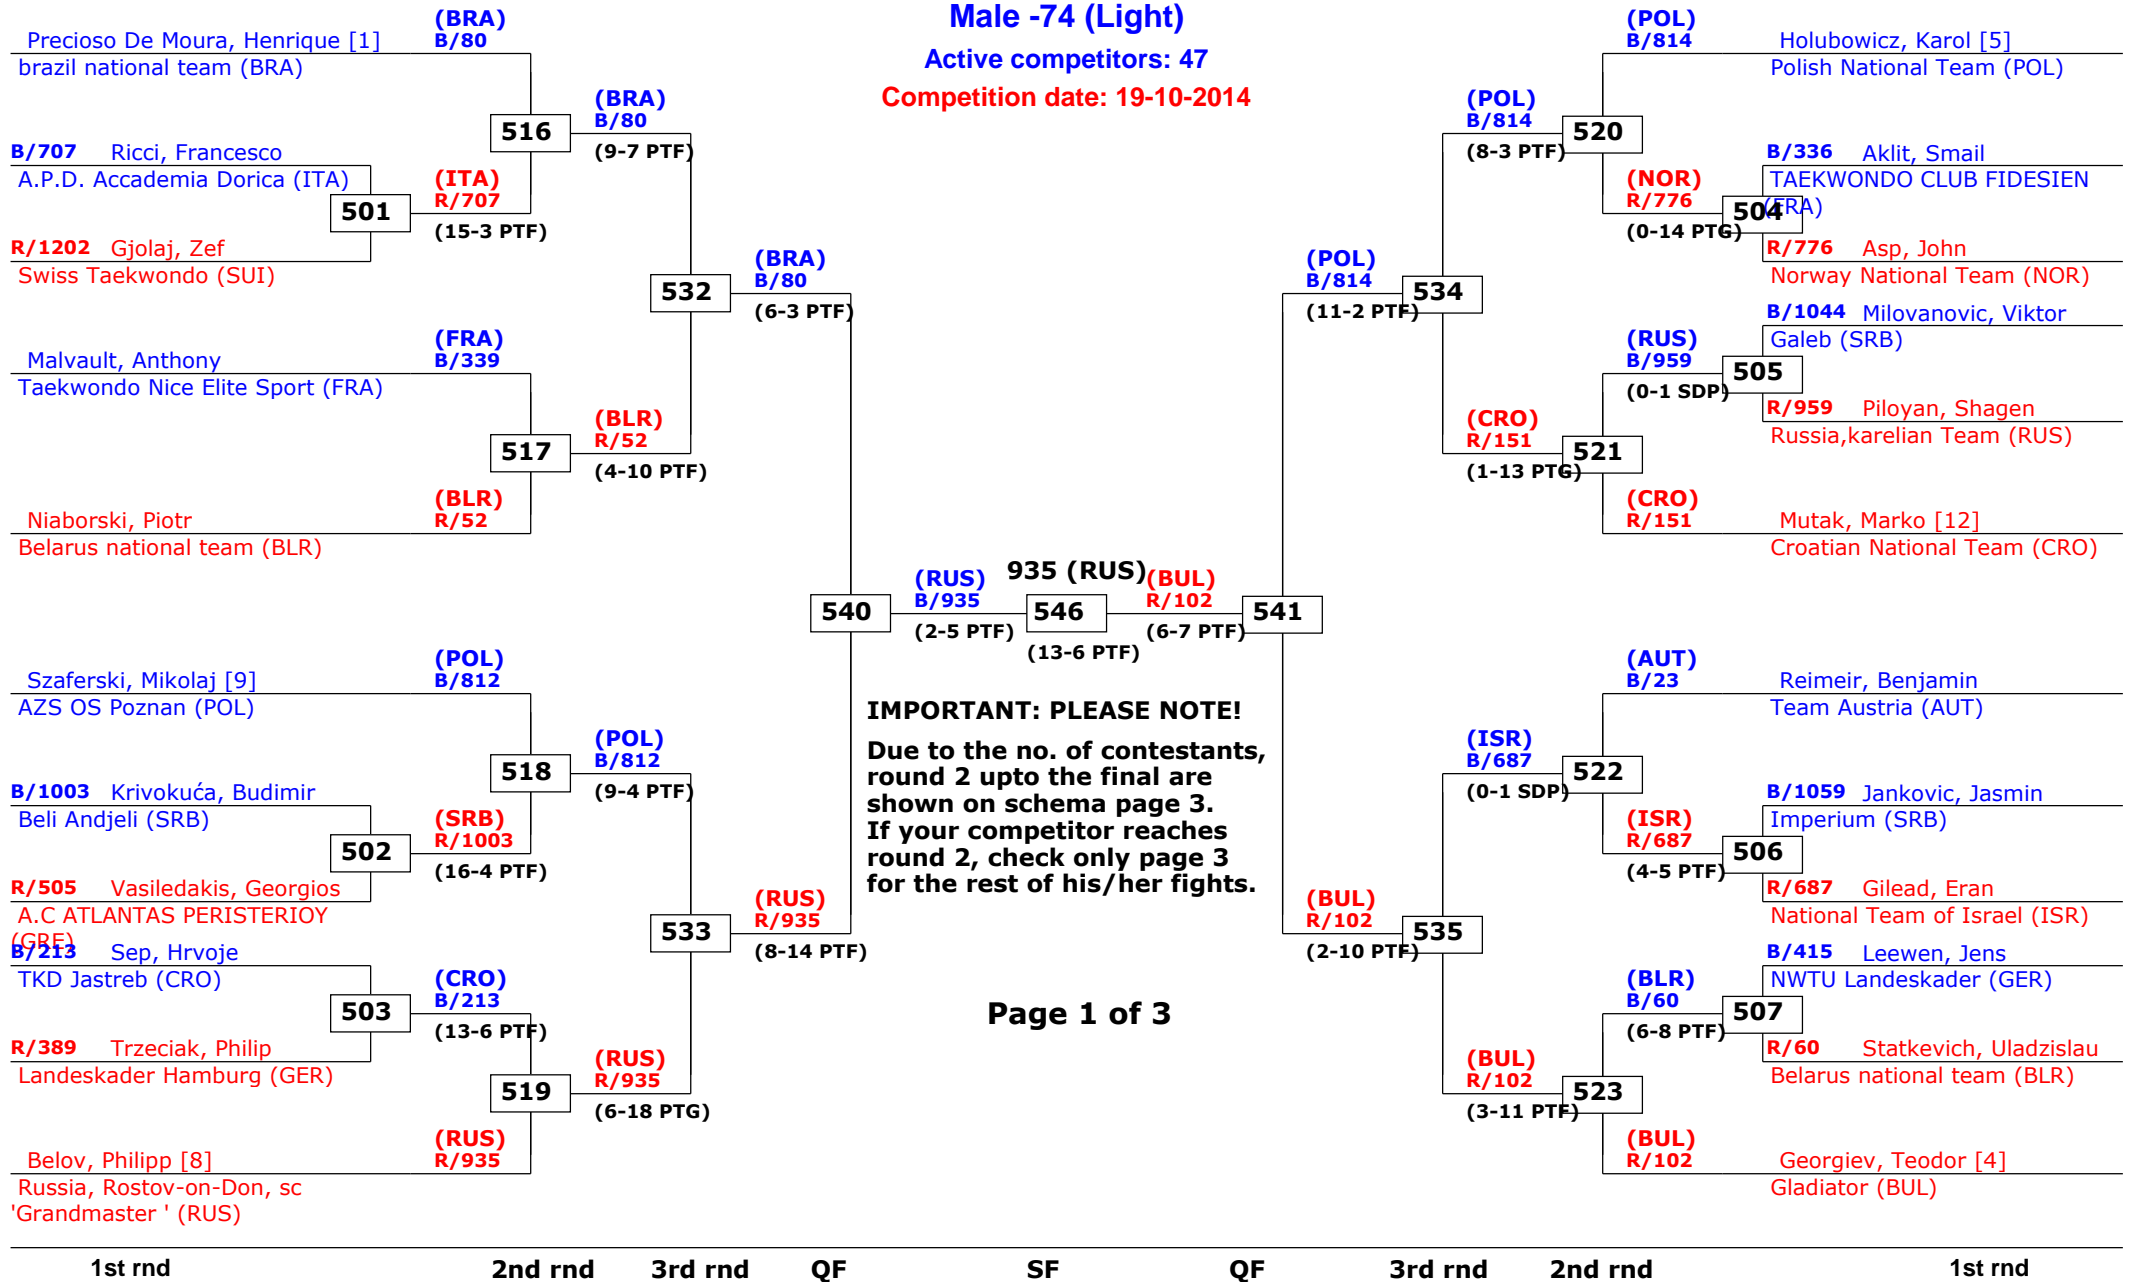 Male -74 (Light)
Active competitors: 47
Competition date: 19-10-2014
Precioso De Moura, Henrique [1]
brazil national team (BRA)
(BRA)
B/80
B/707 Ricci, Francesco
A.P.D. Accademia Dorica (ITA)
501
R/1202 Gjolaj, Zef
Swiss Taekwondo (SUI)
(ITA)
R/707
(15-3 PTF)
516
(BRA)
B/80
(9-7 PTF)
Malvault, Anthony
Taekwondo Nice Elite Sport (FRA)
(FRA)
B/339
517
Niaborski, Piotr
Belarus national team (BLR)
(BLR)
R/52
(BLR)
R/52
(4-10 PTF)
532
(BRA)
B/80
(6-3 PTF)
Szaferski, Mikolaj [9]
AZS OS Poznan (POL)
(POL)
B/812
B/1003 Krivokuća, Budimir
Beli Andjeli (SRB)
502
R/505 Vasiledakis, Georgios
A.C ATLANTAS PERISTERIOY
(GRE)
(SRB)
R/1003
(16-4 PTF)
518
(POL)
B/812
(9-4 PTF)
B/213 Sep, Hrvoje
TKD Jastreb (CRO)
503
R/389 Trzeciak, Philip
Landeskader Hamburg (GER)
(CRO)
B/213
(13-6 PTF)
519
Belov, Philipp [8]
Russia, Rostov-on-Don, sc
'Grandmaster ' (RUS)
(RUS)
R/935
(RUS)
R/935
(6-18 PTG)
533
(RUS)
R/935
(8-14 PTF)
540
(RUS)
B/935
(2-5 PTF)
935 (RUS)
546
(13-6 PTF)
(BUL)
R/102
(6-7 PTF)
541
IMPORTANT: PLEASE NOTE!
Due to the no. of contestants,
round 2 upto the final are
shown on schema page 3.
If your competitor reaches
round 2, check only page 3
for the rest of his/her fights.
Page 1 of 3
(POL)
B/814
(11-2 PTF)
534
(POL)
B/814
(8-3 PTF)
520
(POL)
B/814
Holubowicz, Karol [5]
Polish National Team (POL)
(NOR)
R/776
(0-14 PTG)
504
B/336 Aklit, Smail
TAEKWONDO CLUB FIDESIEN
(FRA)
R/776 Asp, John
Norway National Team (NOR)
(CRO)
R/151
(1-13 PTG)
521
(RUS)
B/959
(0-1 SDP)
505
B/1044 Milovanovic, Viktor
Galeb (SRB)
R/959 Piloyan, Shagen
Russia,karelian Team (RUS)
(CRO)
R/151
Mutak, Marko [12]
Croatian National Team (CRO)
(BUL)
R/102
(2-10 PTF)
535
(ISR)
B/687
(0-1 SDP)
522
(AUT)
B/23
Reimeir, Benjamin
Team Austria (AUT)
(ISR)
R/687
(4-5 PTF)
506
B/1059 Jankovic, Jasmin
Imperium (SRB)
R/687 Gilead, Eran
National Team of Israel (ISR)
(BUL)
R/102
(3-11 PTF)
523
(BLR)
B/60
(6-8 PTF)
507
B/415 Leewen, Jens
NWTU Landeskader (GER)
R/60 Statkevich, Uladzislau
Belarus national team (BLR)
(BUL)
R/102
Georgiev, Teodor [4]
Gladiator (BUL)
1st rnd 2nd rnd 3rd rnd QF SF QF 3rd rnd 2nd rnd 1st rnd